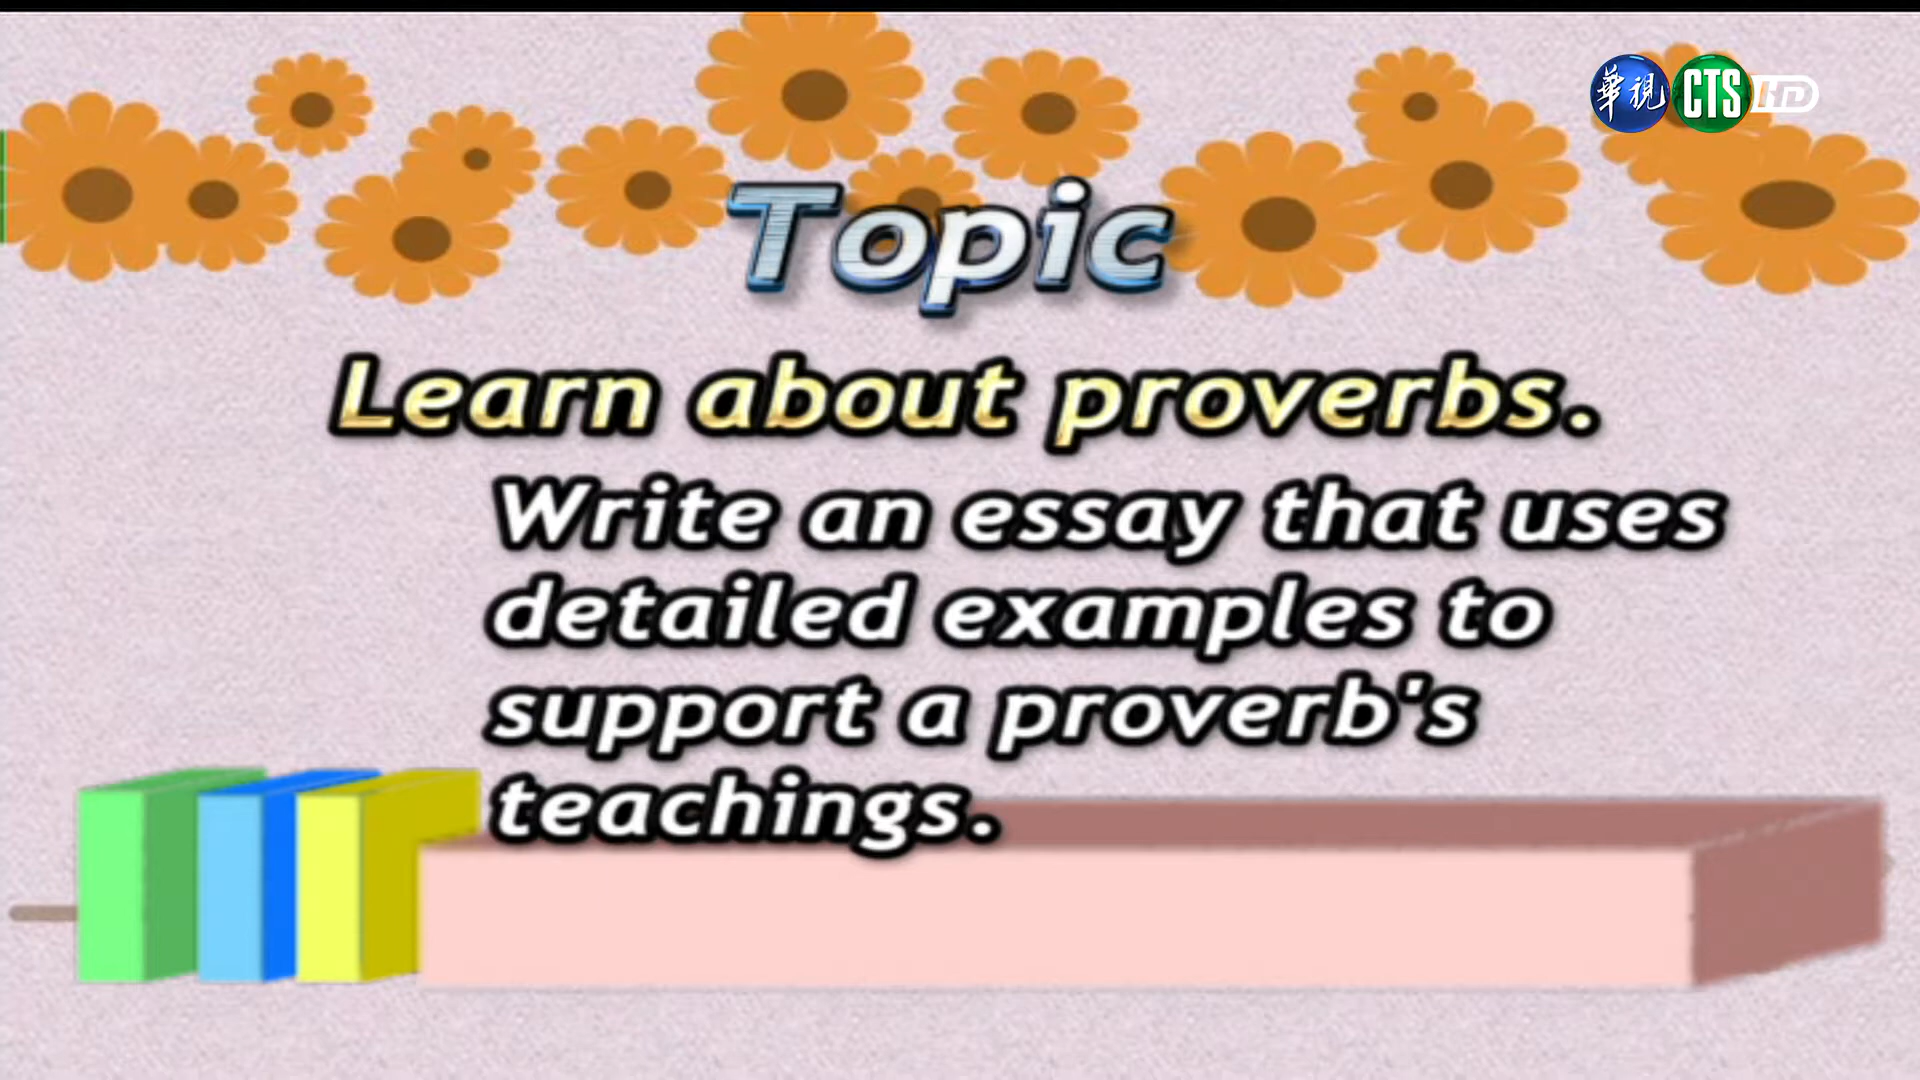 華視 CTS HD
Topic
Learn about proverbs.
Write an essay that uses
detailed examples to
support a proverb's
teachings.